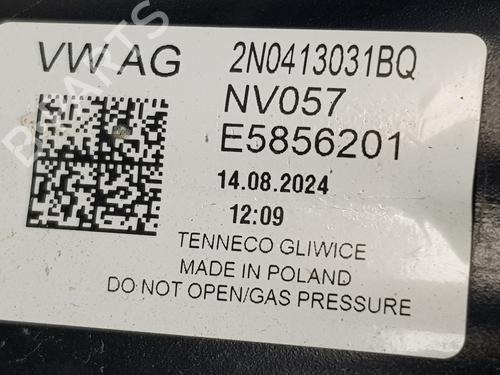 VW AG 2N0413031BQ
NV057
E5856201
14.08.2024
12:09
TENNECO GLIWICE
MADE IN POLAND
DO NOT OPEN/GAS PRESSURE